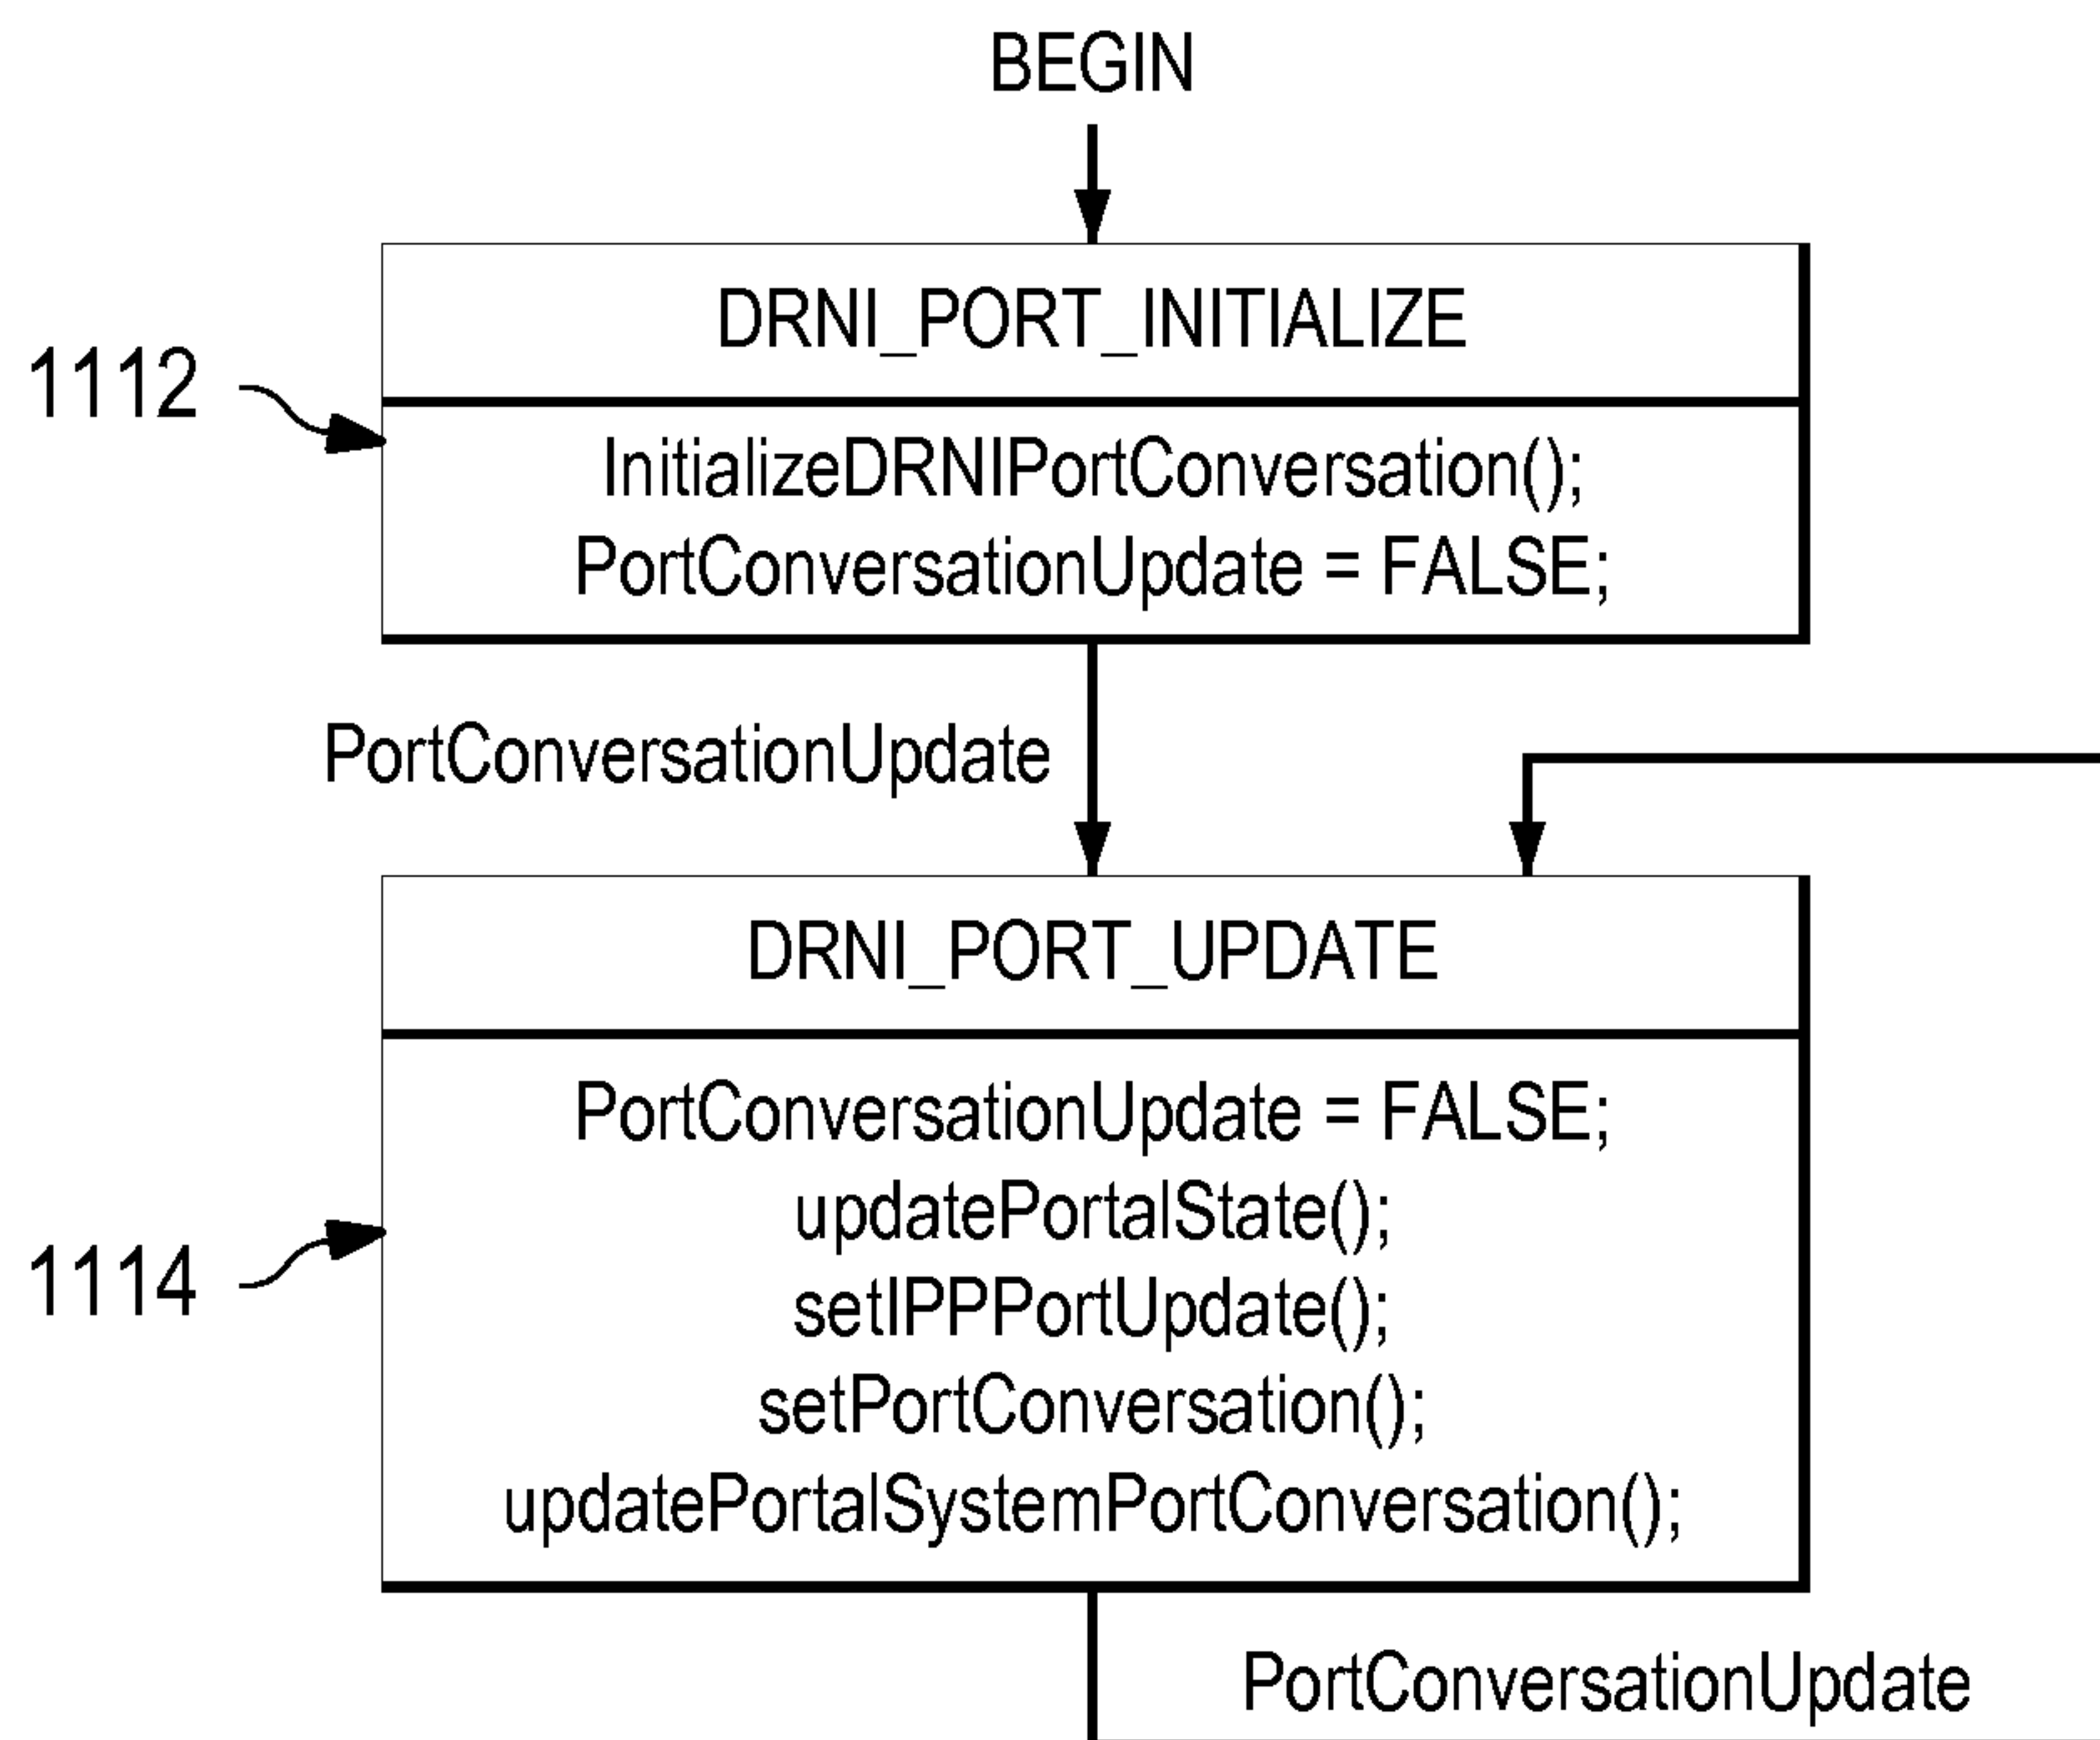 BEGIN
DRNI_PORT_INITIALIZE
1112
InitializeDRNIPortConversation();
PortConversationUpdate = FALSE;
PortConversationUpdate
DRNI_PORT_UPDATE
PortConversationUpdate = FALSE;
updatePortalState();
1114
setIPPPortUpdate();
setPortConversation();
updatePortalSystemPortConversation();
PortConversationUpdate